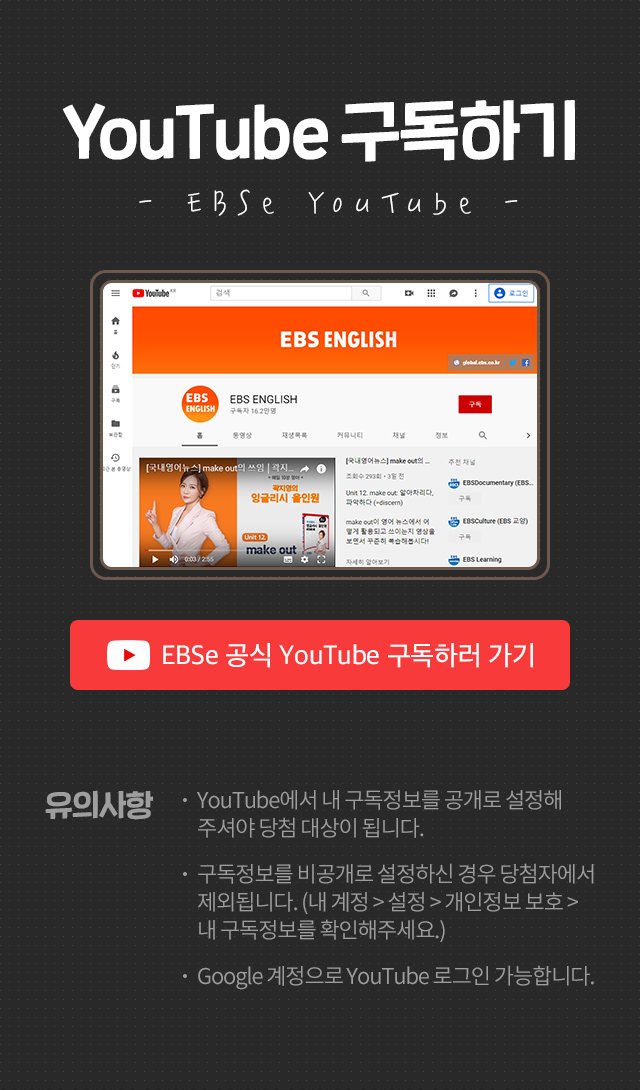 YouTube 구독하기
- EBSe YouTube -
YouTube KR
검색
로그인
EBS ENGLISH
global.ebs.co.kr
홈
인기
구독
보관함
최근 본 동영상
EBS
ENGLISH
EBS ENGLISH
구독자 16.2만명
구독
홈 동영상 재생목록 커뮤니티 채널 정보
[국내영어뉴스] make out의 쓰임 | 곽지...
• 매일 10분 영어 •
곽지영의
잉글리시 올인원
Unit 12.
make out
0:03 / 2:55
[국내영어뉴스] make out의 ...
조회수 293회 • 3일 전
Unit 12. make out: 알아차리다,
파악하다 (=discern)
make out이 영어 뉴스에서 어
떻게 활용되고 쓰이는지 영상을
보면서 꾸준히 복습해봅시다!
자세히 알아보기
추천 채널
EBSDocumentary (EBS...
구독
EBSCulture (EBS 교양)
구독
EBS Learning
EBSe 공식 YouTube 구독하러 가기
유의사항
• YouTube에서 내 구독정보를 공개로 설정해
주셔야 당첨 대상이 됩니다.
• 구독정보를 비공개로 설정하신 경우 당첨자에서
제외됩니다. (내 계정 > 설정 > 개인정보 보호 >
내 구독정보를 확인해주세요.)
• Google 계정으로 YouTube 로그인 가능합니다.